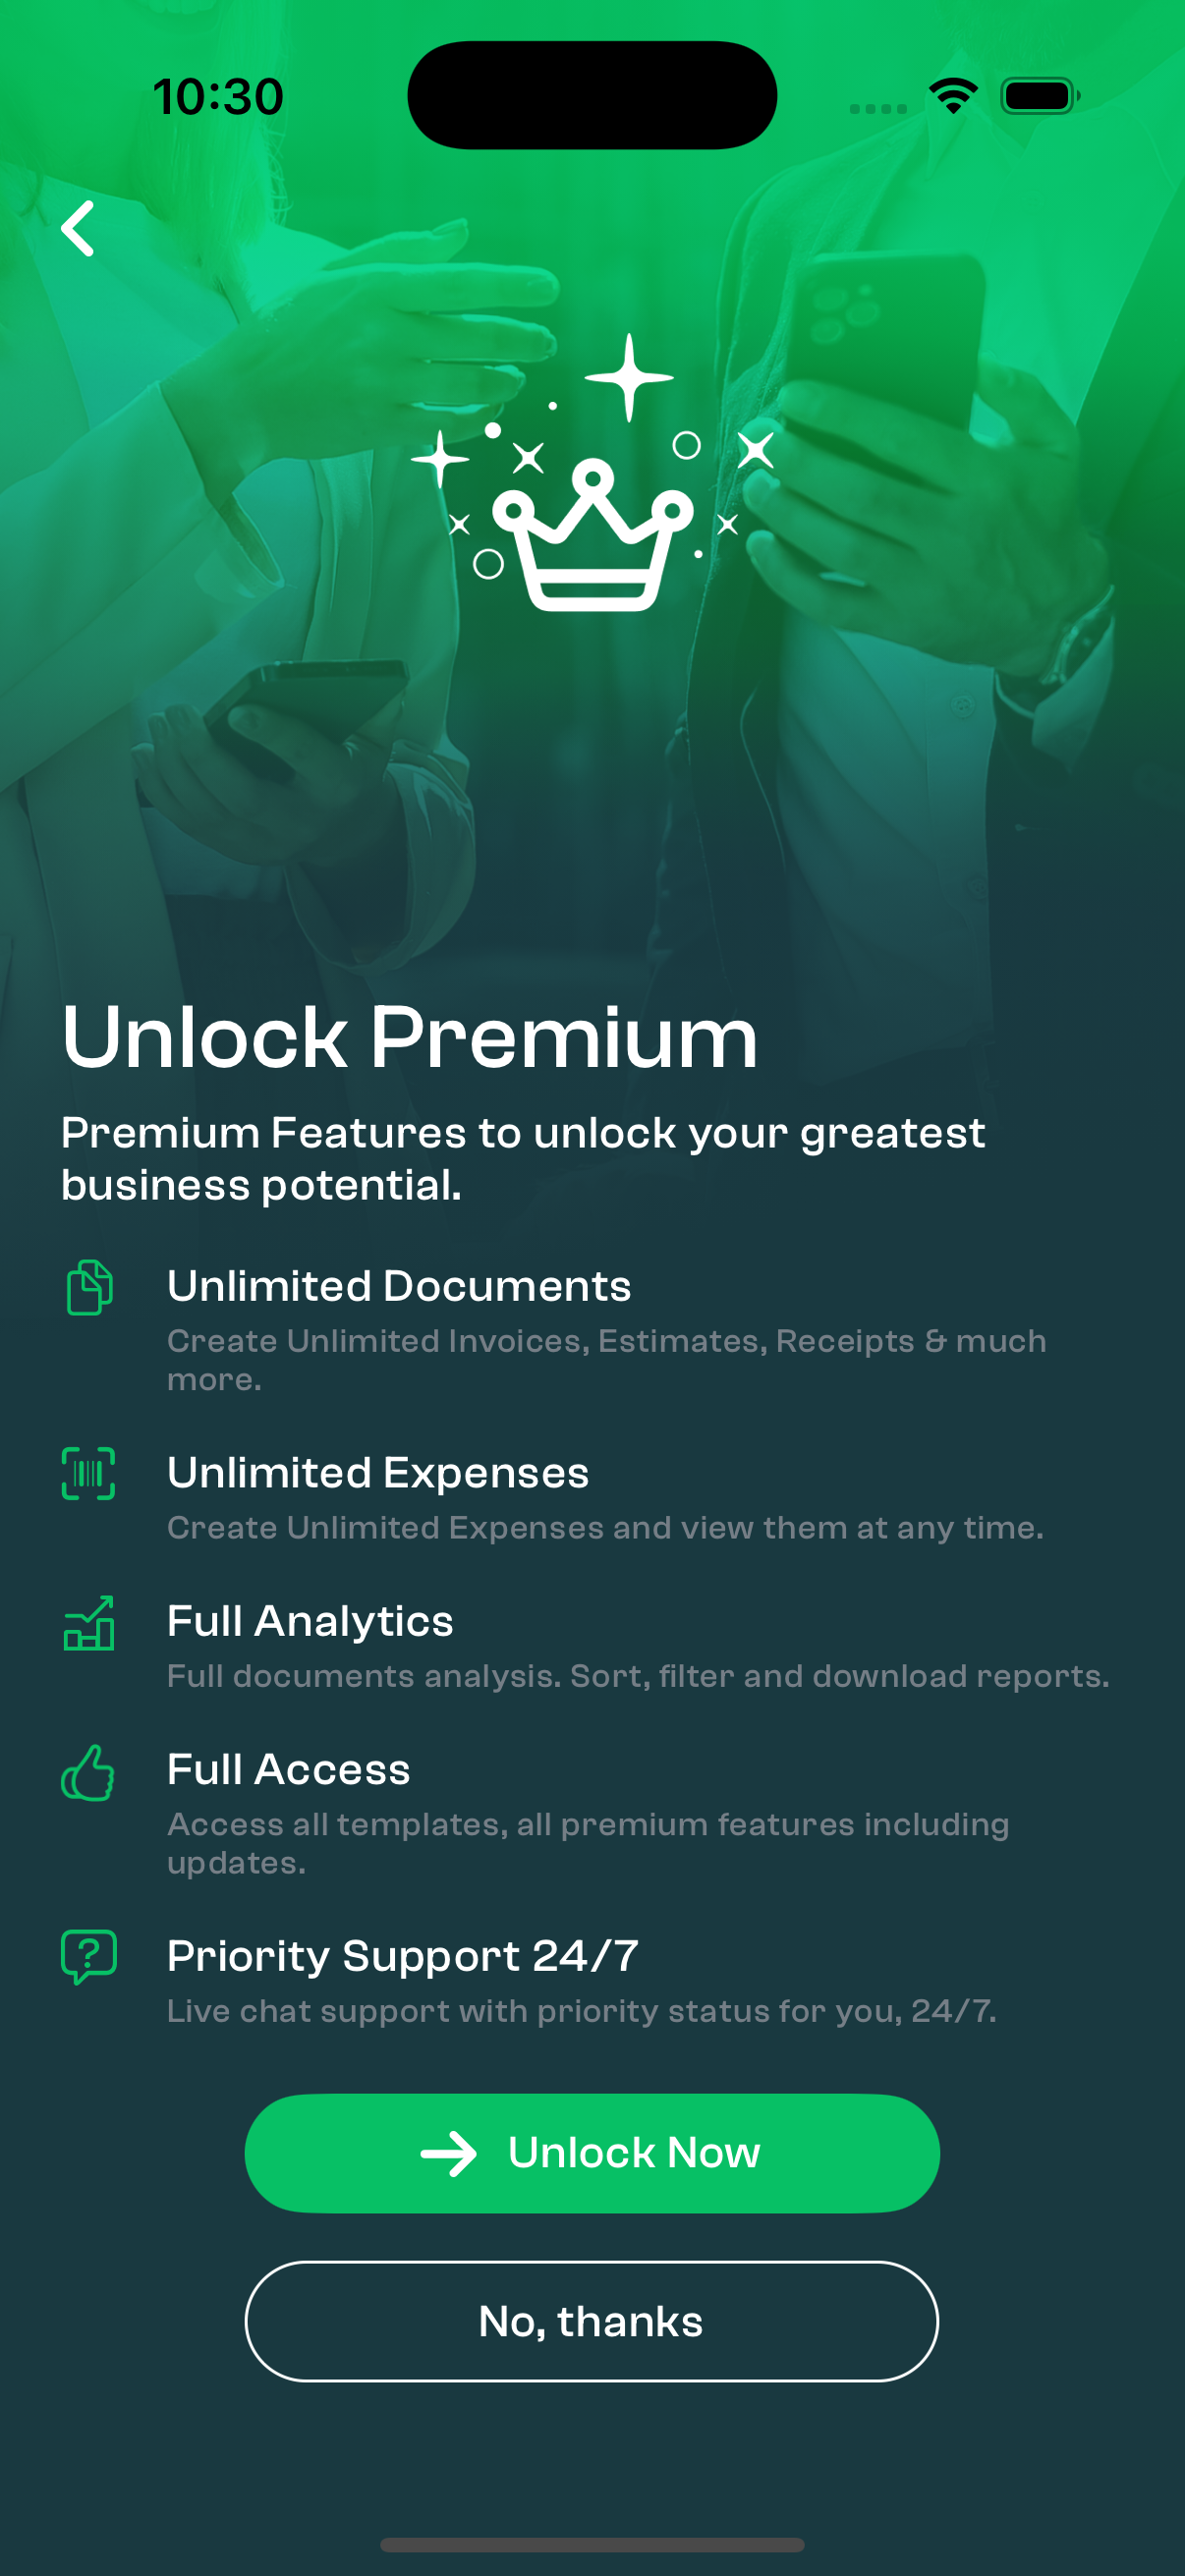 10:30
Unlock Premium
Premium Features to unlock your greatest
business potential.
Unlimited Documents
Create Unlimited Invoices, Estimates, Receipts & much
more.
Unlimited Expenses
Create Unlimited Expenses and view them at any time.
Full Analytics
Full documents analysis. Sort, filter and download reports.
Full Access
Access all templates, all premium features including
updates.
Priority Support 24/7
Live chat support with priority status for you, 24/7.
Unlock Now
No, thanks